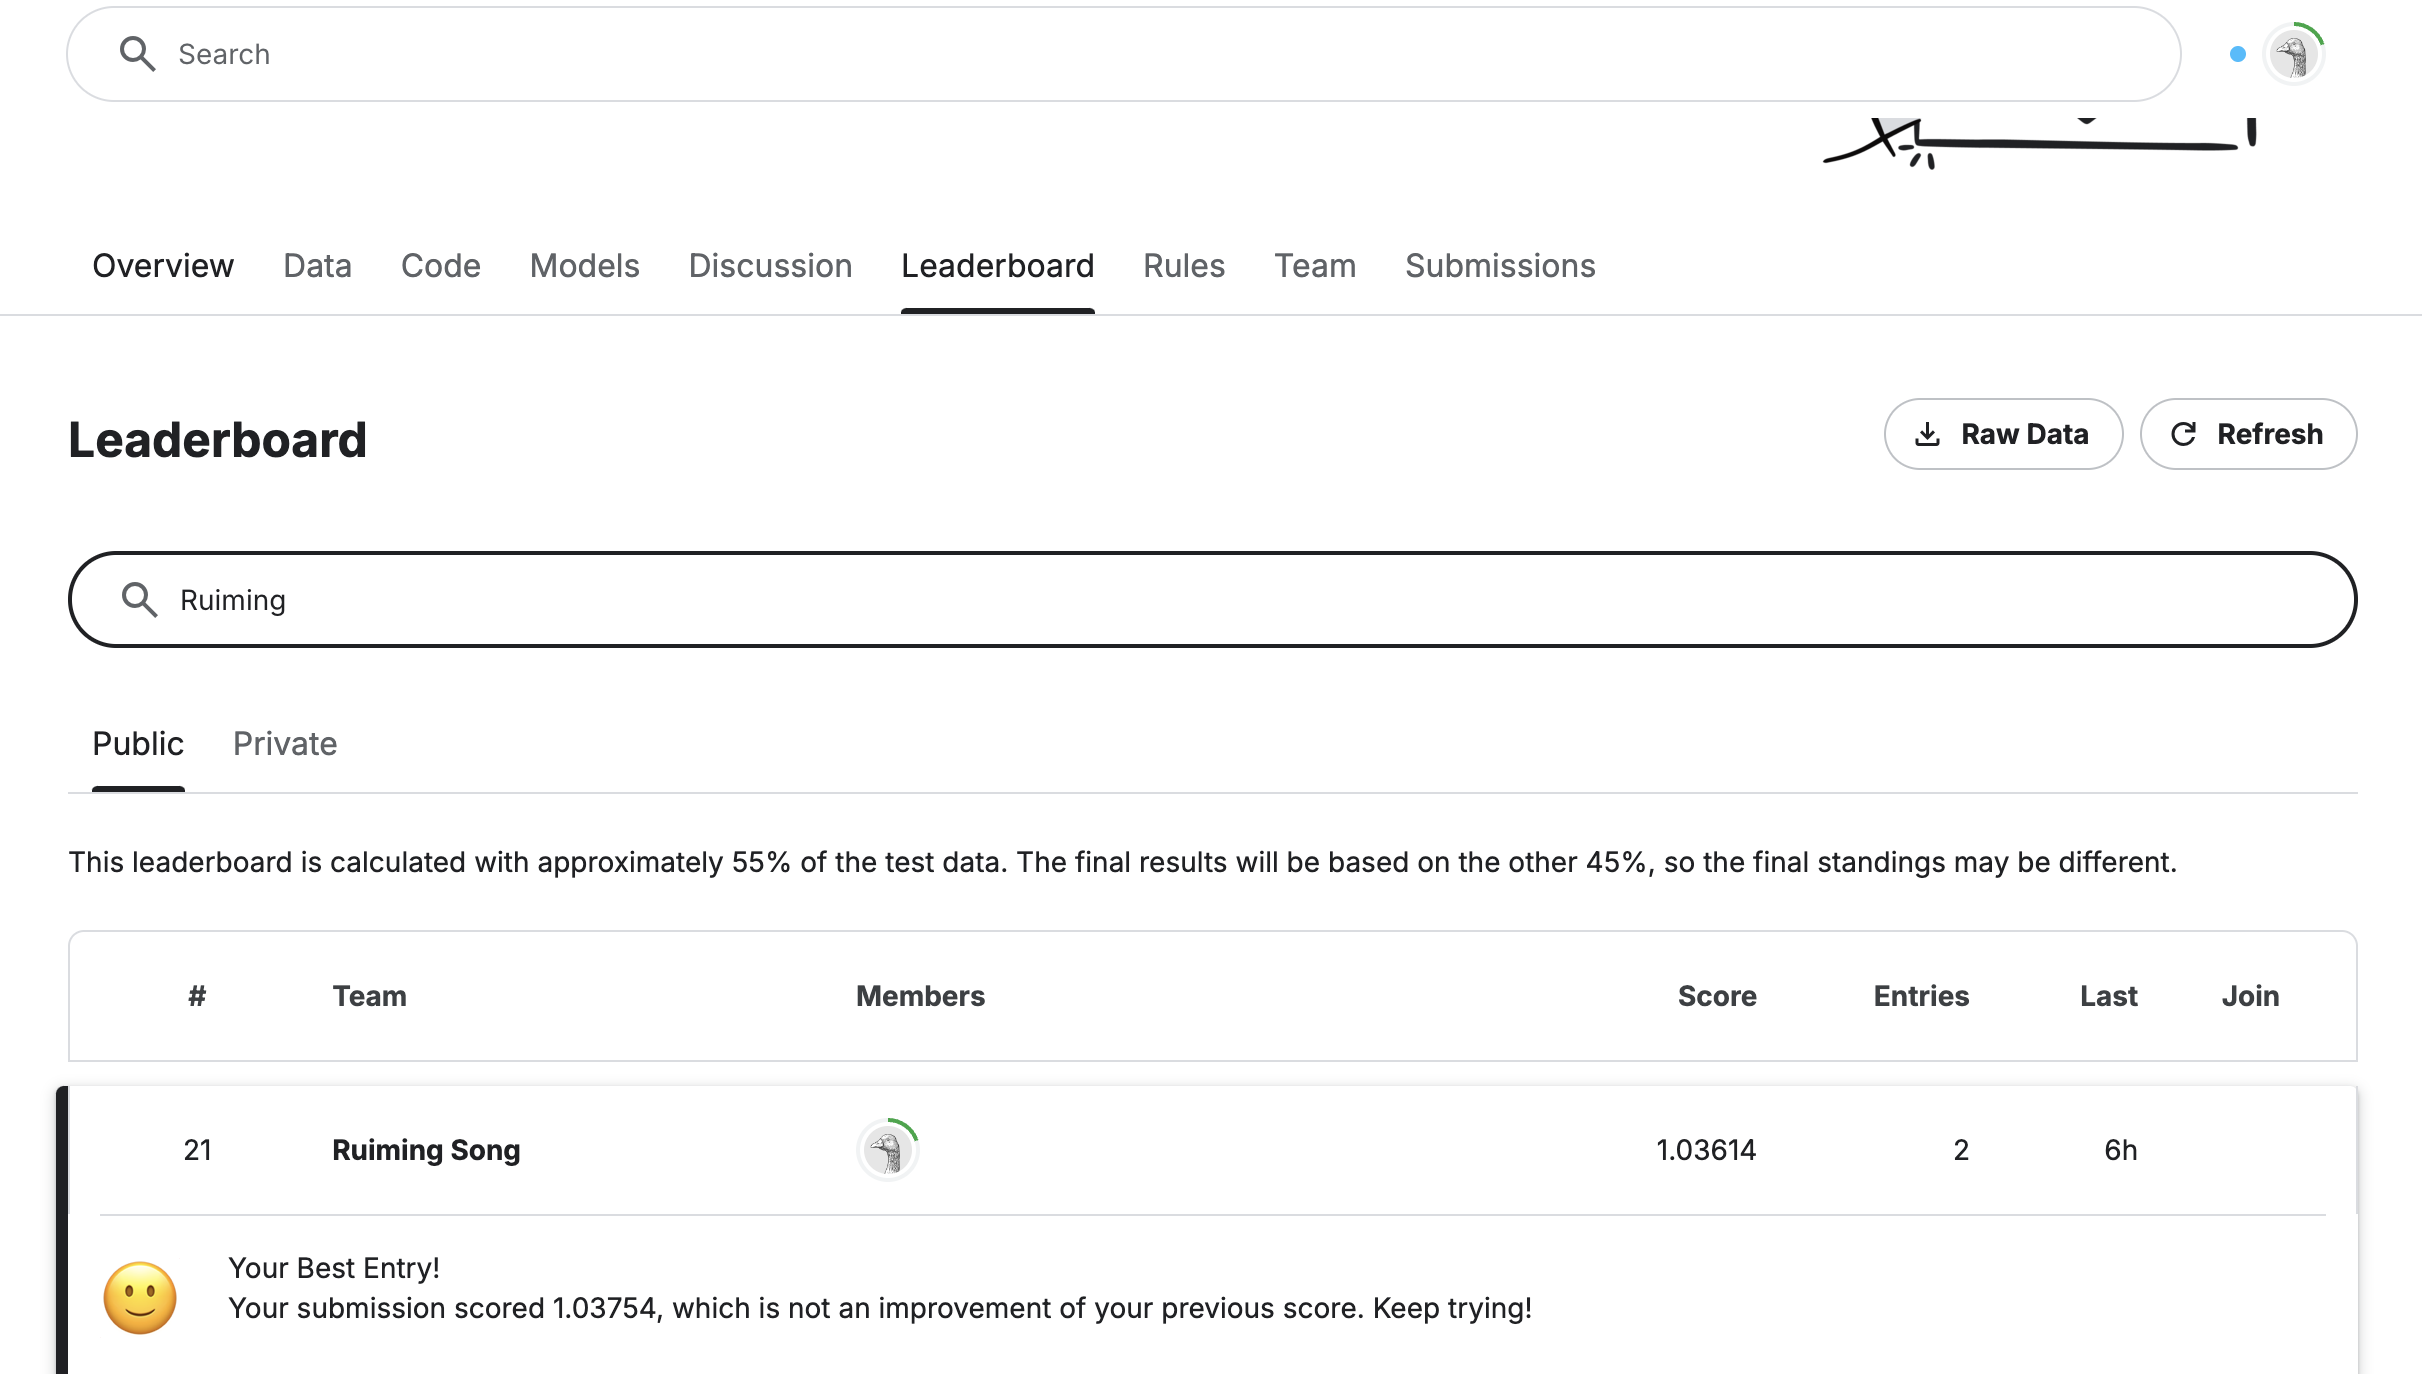 Search
Overview Data Code Models Discussion Leaderboard Rules Team Submissions
Leaderboard
Raw Data Refresh
Ruiming
Public Private
This leaderboard is calculated with approximately 55% of the test data. The final results will be based on the other 45%, so the final standings may be different.
# Team Members Score Entries Last Join
21 Ruiming Song 1.03614 2 6h
Your Best Entry!
Your submission scored 1.03754, which is not an improvement of your previous score. Keep trying!